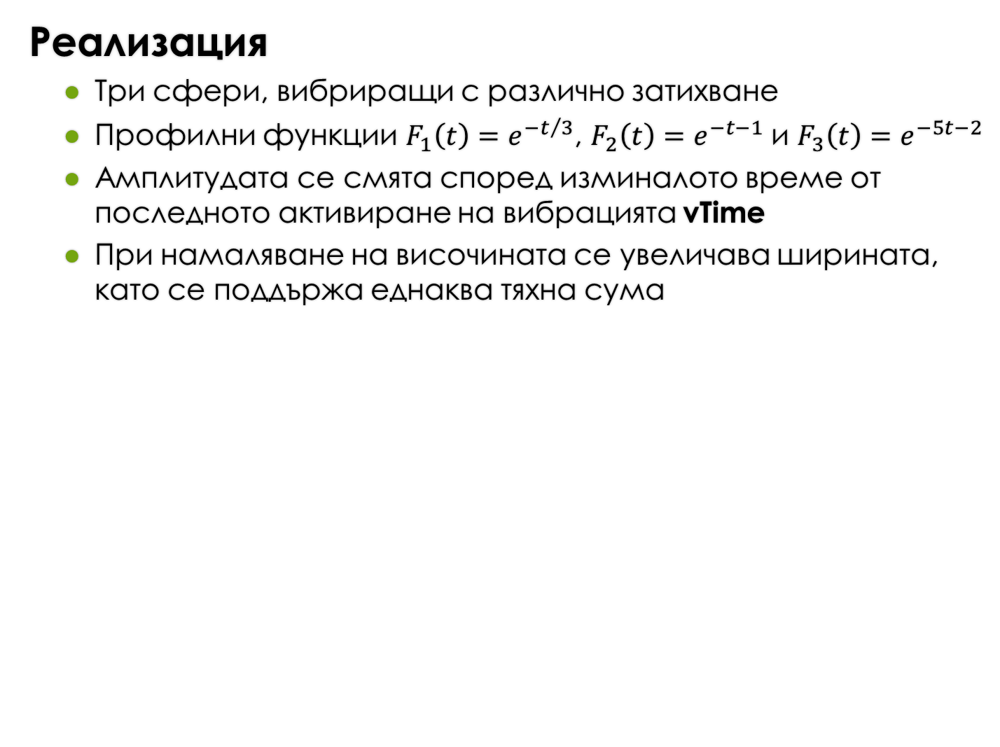 Реализация
● Три сфери, вибриращи с различно затихване
● Профилни функции $F_1(t) = e^{-t/3}$, $F_2(t) = e^{-t-1}$ и $F_3(t) = e^{-5t-2}$
● Амплитудата се смята според изминалото време от
последното активиране на вибрацията vTime
● При намаляване на височината се увеличава ширината,
като се поддържа еднаква тяхна сума